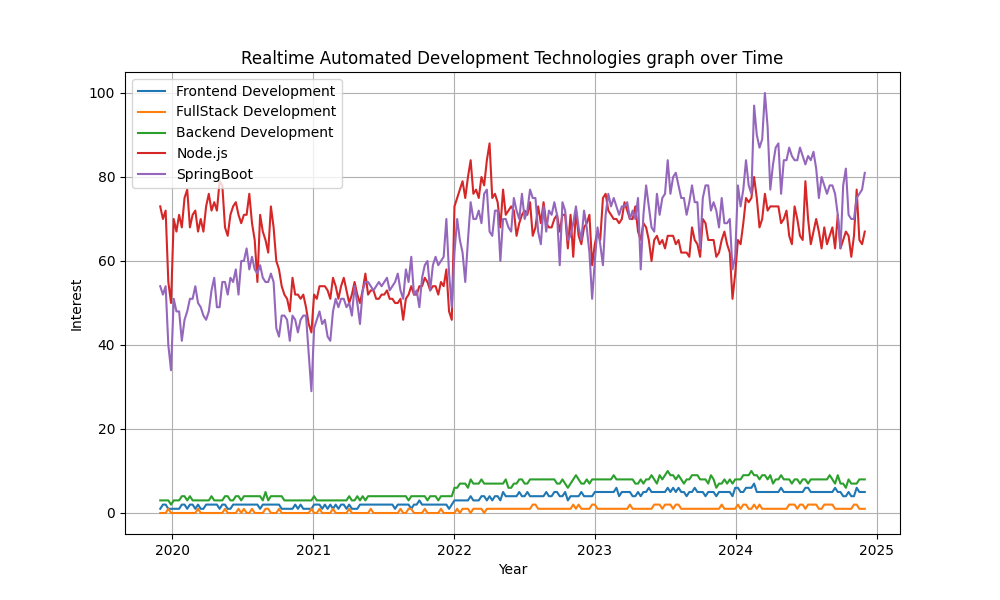 Realtime Automated Development Technologies graph over Time
100
80
60
40
20
0
Interest
Frontend Development
FullStack Development
Backend Development
Node.js
SpringBoot
2020 2021 2022 2023 2024 2025
Year